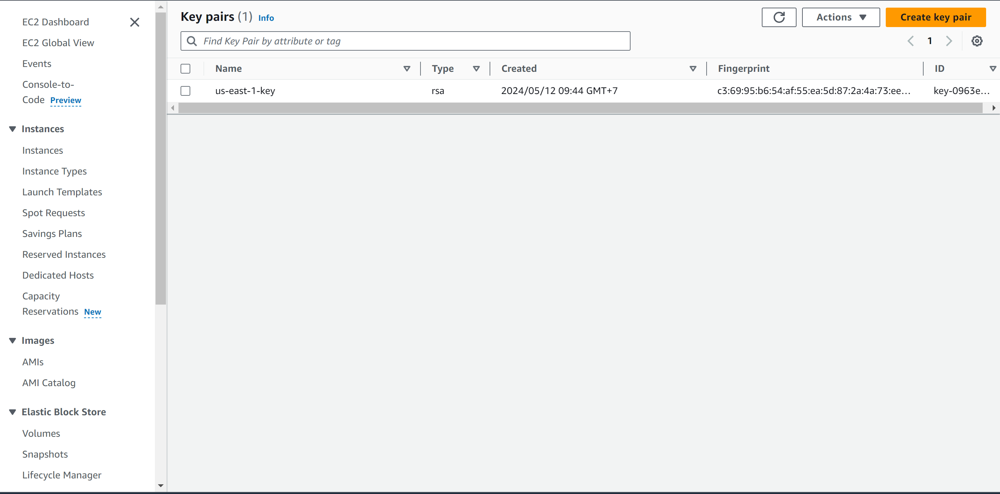 EC2 Dashboard
EC2 Global View
Events
Console-to-
Code Preview
Instances
Instances
Instance Types
Launch Templates
Spot Requests
Savings Plans
Reserved Instances
Dedicated Hosts
Capacity
Reservations New
Images
AMIs
AMI Catalog
Elastic Block Store
Volumes
Snapshots
Lifecycle Manager
Key pairs (1) Info
Actions
Create key pair
Find Key Pair by attribute or tag
1
Name Type Created Fingerprint ID
us-east-1-key rsa 2024/05/12 09:44 GMT+7 c3:69:95:b6:54:af:55:ea:5d:87:2a:4a:73:ee... key-0963e...